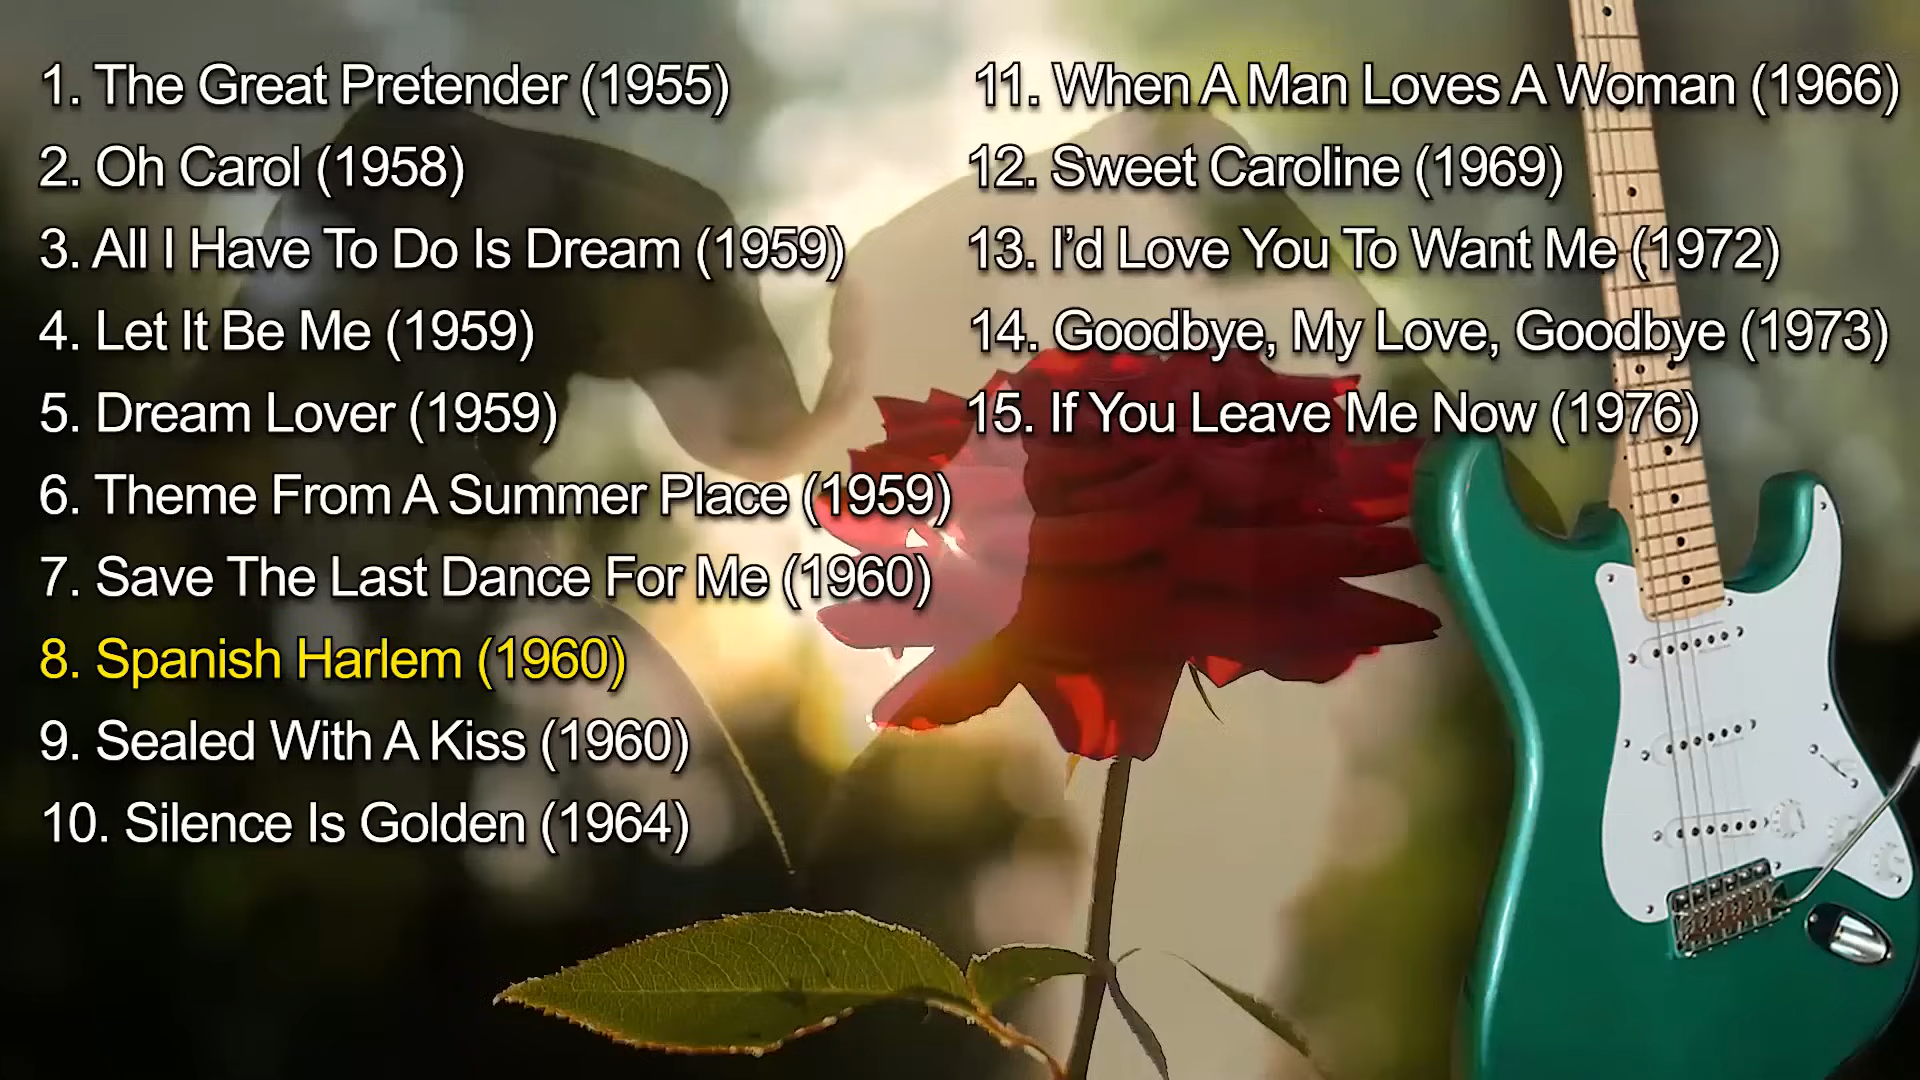 1. The Great Pretender (1955)
2. Oh Carol (1958)
3. All I Have To Do Is Dream (1959)
4. Let It Be Me (1959)
5. Dream Lover (1959)
6. Theme From A Summer Place (1959)
7. Save The Last Dance For Me (1960)
8. Spanish Harlem (1960)
9. Sealed With A Kiss (1960)
10. Silence Is Golden (1964)
11. When A Man Loves A Woman (1966)
12. Sweet Caroline (1969)
13. I’d Love You To Want Me (1972)
14. Goodbye, My Love, Goodbye (1973)
15. If You Leave Me Now (1976)